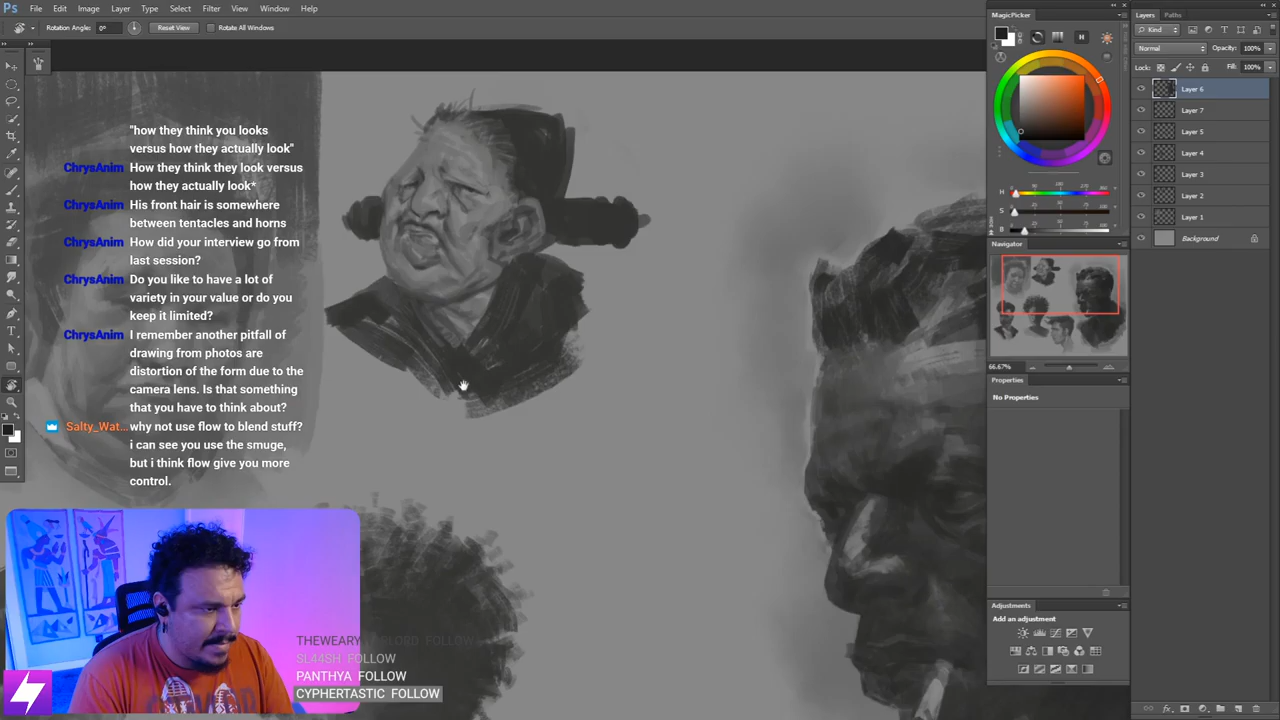 Ps File Edit Image Layer Type Select Filter 3D View Window Help
Rotation Angle: 0° Reset View Rotate All Windows
"how they think you looks
versus how they actually look"
ChrysAnim How they think they look versus
how they actually look*
ChrysAnim His front hair is somewhere
between tentacles and horns
ChrysAnim How did your interview go from
last session?
ChrysAnim Do you like to have a lot of
variety in your value or do you
keep it limited?
ChrysAnim I remember another pitfall of
drawing from photos are
distortion of the form due to the
camera lens. Is that something
that you have to think about?
Salty_Wat... why not use flow to blend stuff?
i can see you use the smuge,
but i think flow give you more
control.
SL44SH FOLLOW
PANTHYA FOLLOW
CYPHERTASTIC FOLLOW
MagicPicker
H
H
S
B
Navigator
66.67%
Properties
No Properties
Adjustments
Add an adjustment
Layers Paths
Kind
Normal Opacity: 100%
Lock: Fill: 100%
Layer 6
Layer 7
Layer 5
Layer 4
Layer 3
Layer 2
Layer 1
Background